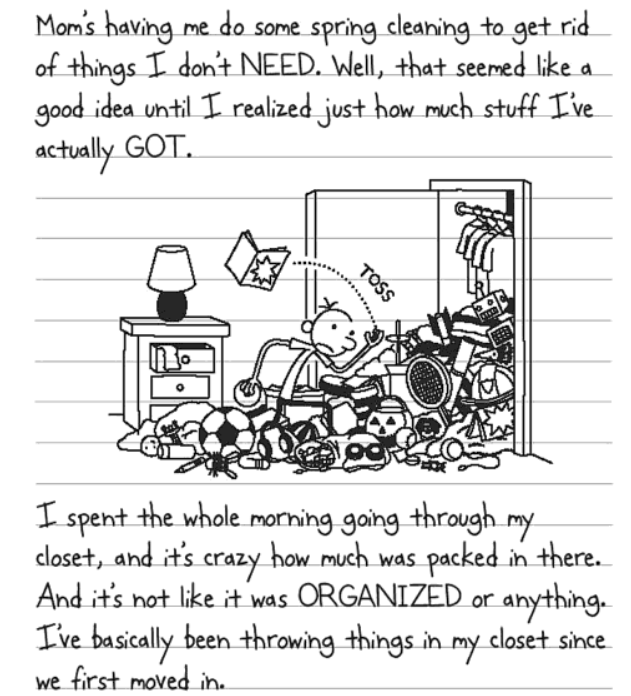 Mom's having me do some spring cleaning to get rid
of things I don't NEED. Well, that seemed like a
good idea until I realized just how much stuff I've
actually GOT.
TOSS
I spent the whole morning going through my
closet, and it's crazy how much was packed in there.
And it's not like it was ORGANIZED or anything.
I've basically been throwing things in my closet since
we first moved in.